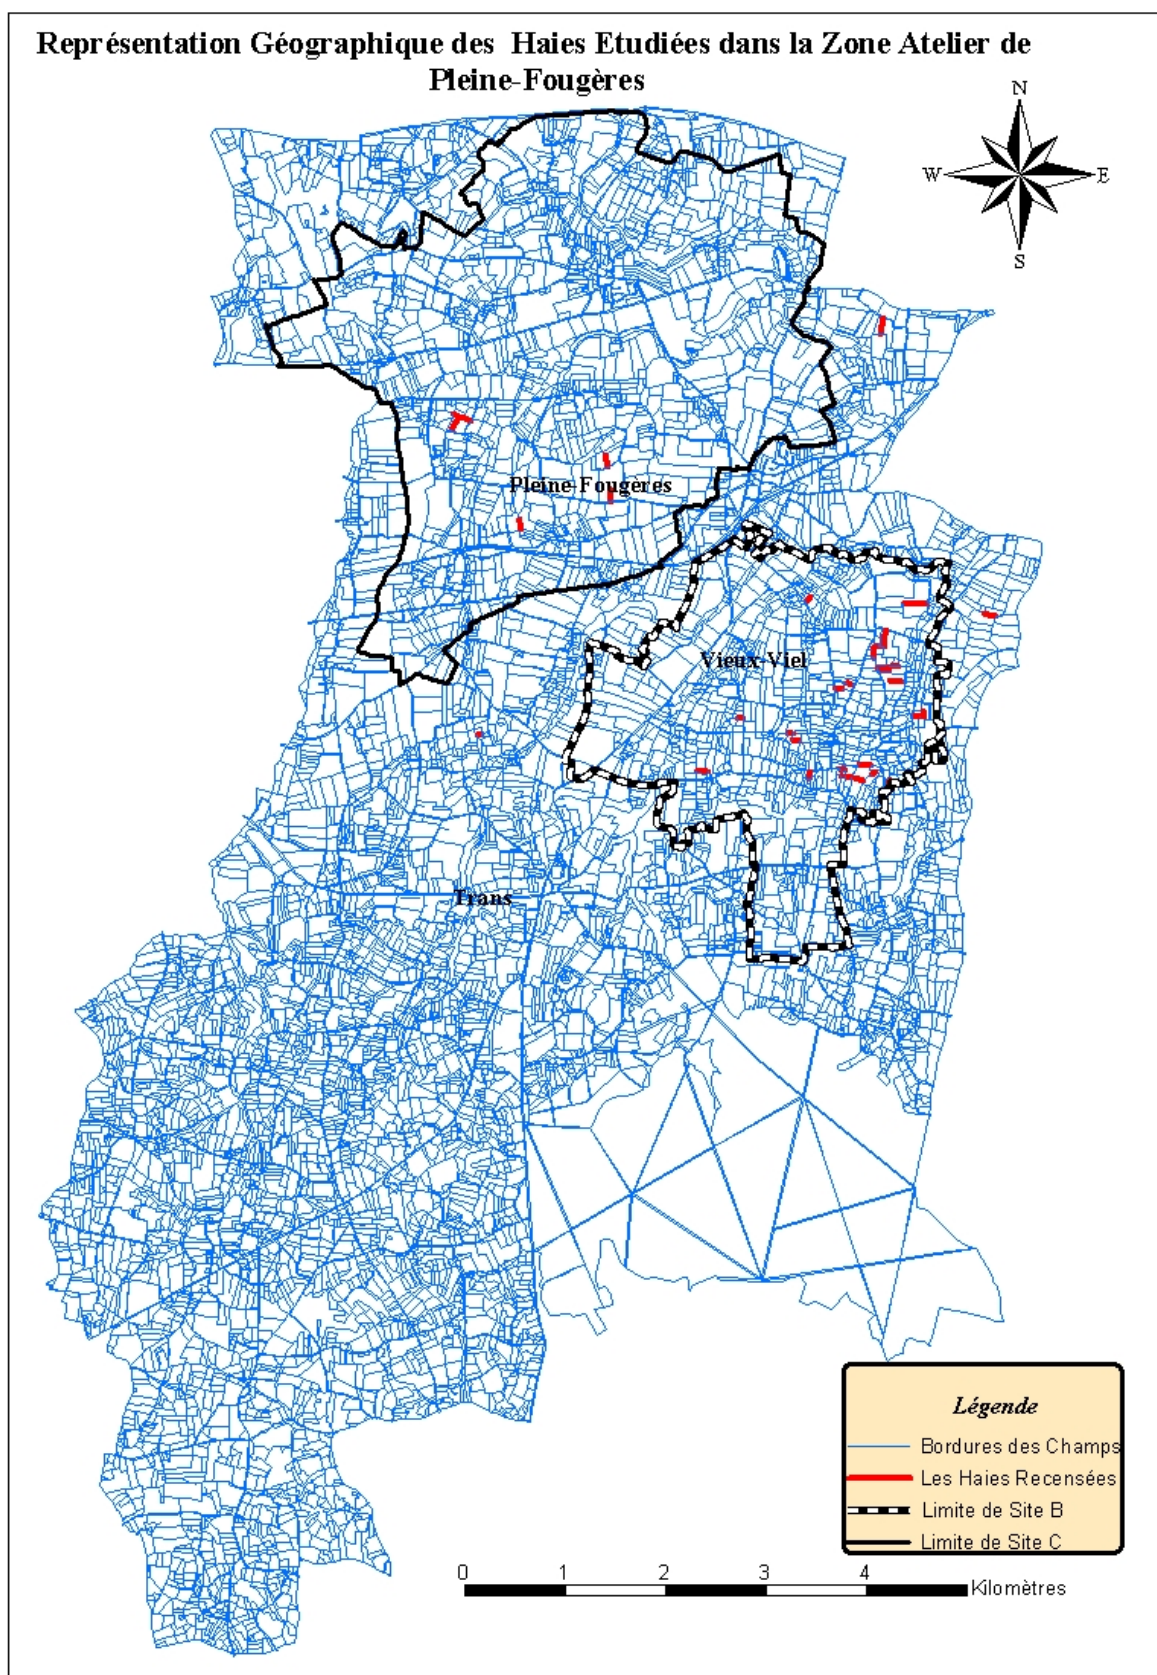 Représentation Géographique des Haies Etudiées dans la Zone Atelier de
Pleine-Fougères
N
W E
S
Pleine-Fougères
Vieux-Viel
Trans
Légende
Bordures des Champs
Les Haies Recensées
Limite de Site B
Limite de Site C
0 1 2 3 4
Kilomètres